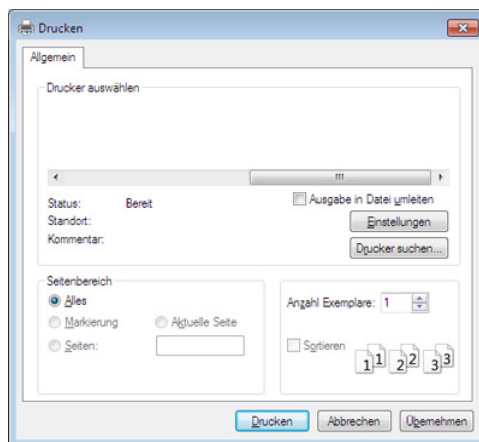 Drucken
Allgemein
Drucker auswählen
Status: Bereit
Standort:
Kommentar:
Ausgabe in Datei umleiten
Einstellungen
Drucker suchen...
Seitenbereich
Alles
Markierung Aktuelle Seite
Seiten:
Anzahl Exemplare: 1
Sortieren
1 1 2 2 3 3
Drucken Abbrechen Übernehmen